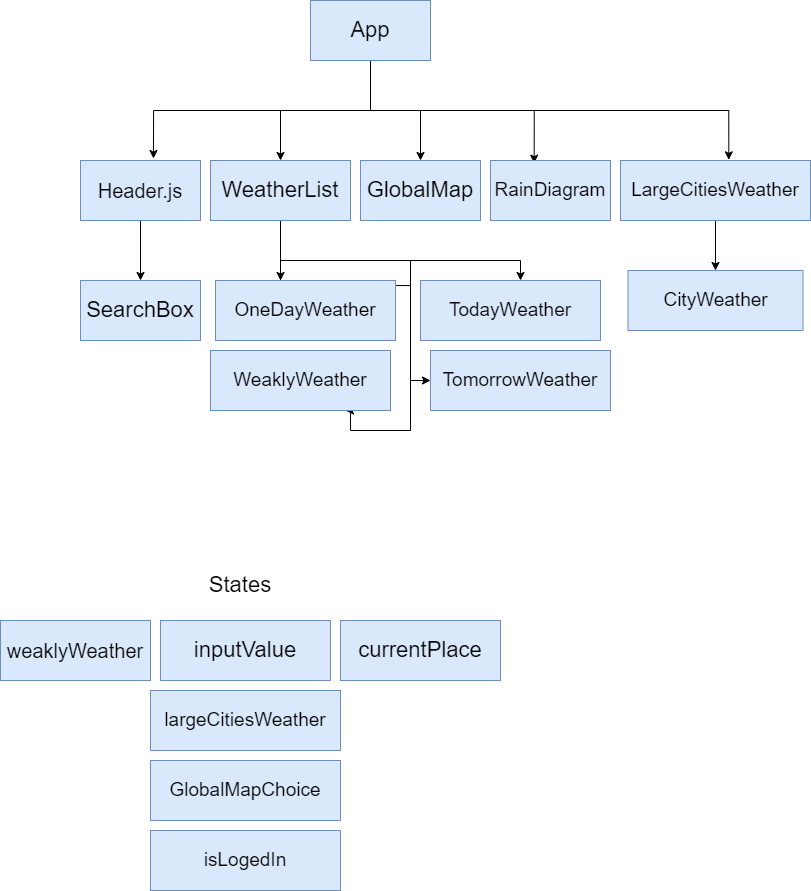 App
Header.js
WeatherList
GlobalMap
RainDiagram
LargeCitiesWeather
SearchBox
OneDayWeather
TodayWeather
CityWeather
WeaklyWeather
TomorrowWeather
States
weaklyWeather
inputValue
currentPlace
largeCitiesWeather
GlobalMapChoice
isLogedIn